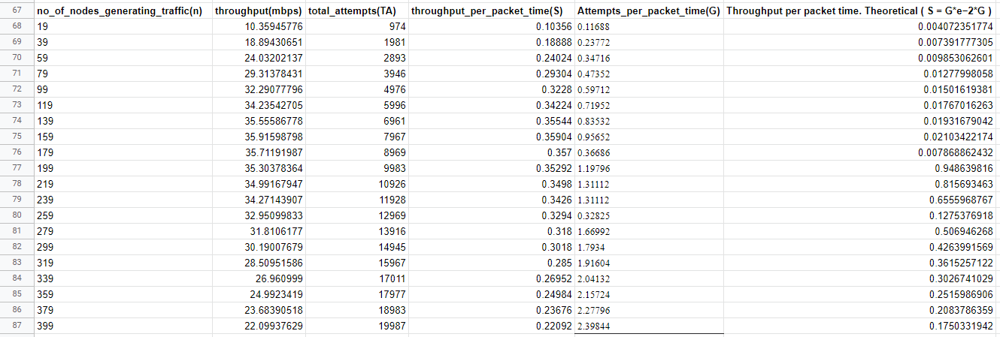 67 no_of_nodes_generating_traffic(n) throughput(mbps) total_attempts(TA) throughput_per_packet_time(S) Attempts_per_packet_time(G) Throughput per packet time. Theoretical ( S = G*e−2*G )
68 19 10.35945776 974 0.10356 0.11688 0.004072351774
69 39 18.89430651 1981 0.18888 0.23772 0.007391777305
70 59 24.03202137 2893 0.24024 0.34716 0.009853062601
71 79 29.31378431 3946 0.29304 0.47352 0.01277998058
72 99 32.29077796 4976 0.3228 0.59712 0.01501619381
73 119 34.23542705 5996 0.34224 0.71952 0.01767016263
74 139 35.55586778 6961 0.35544 0.83532 0.01931679042
75 159 35.91598798 7967 0.35904 0.95652 0.02103422174
76 179 35.71191987 8969 0.357 0.36686 0.007868862432
77 199 35.30378364 9983 0.35292 1.19796 0.948639816
78 219 34.99167947 10926 0.3498 1.31112 0.815693463
79 239 34.27143907 11928 0.3426 1.31112 0.6555968767
80 259 32.95099833 12969 0.3294 0.32825 0.1275376918
81 279 31.8106177 13916 0.318 1.66992 0.506946268
82 299 30.19007679 14945 0.3018 1.7934 0.4263991569
83 319 28.50951586 15967 0.285 1.91604 0.3615257122
84 339 26.960999 17011 0.26952 2.04132 0.3026741029
85 359 24.9923419 17977 0.24984 2.15724 0.2515986906
86 379 23.68390518 18983 0.23676 2.27796 0.2083786359
87 399 22.09937629 19987 0.22092 2.39844 0.1750331942